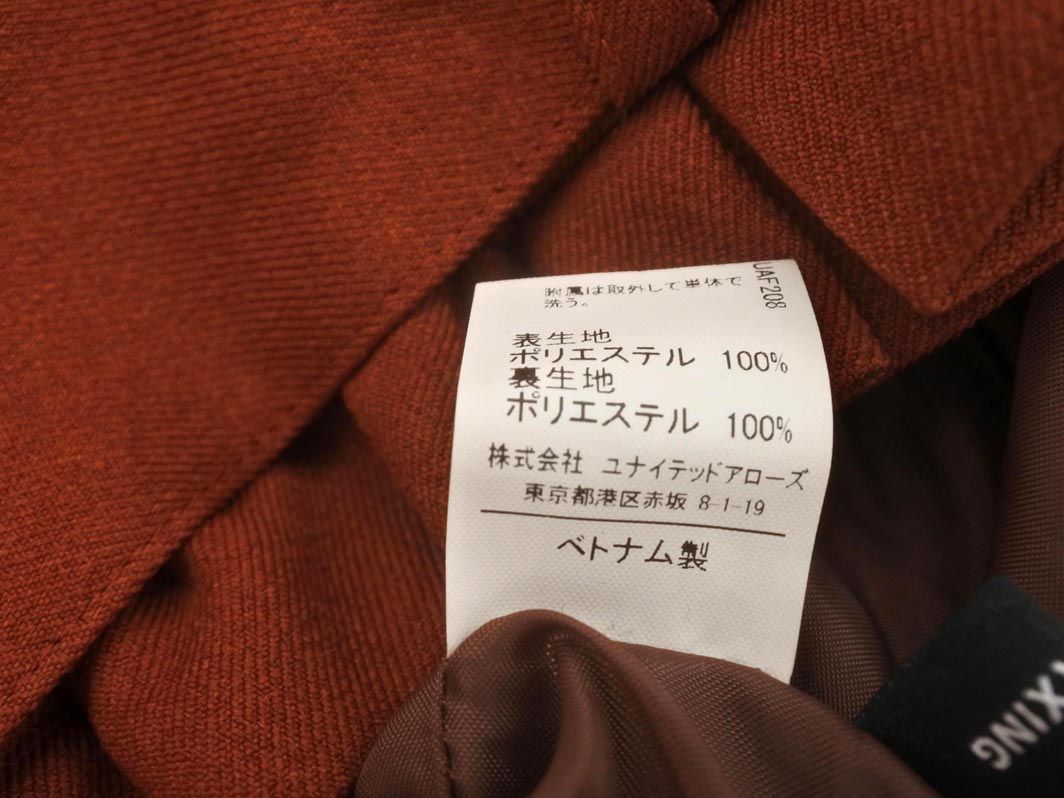 附属は取外して単体で
洗う。
UAF208
表生地
ポリエステル 100%
裏生地
ポリエステル 100%
株式会社 ユナイテッドアローズ
東京都港区赤坂 8-1-19
ベトナム製